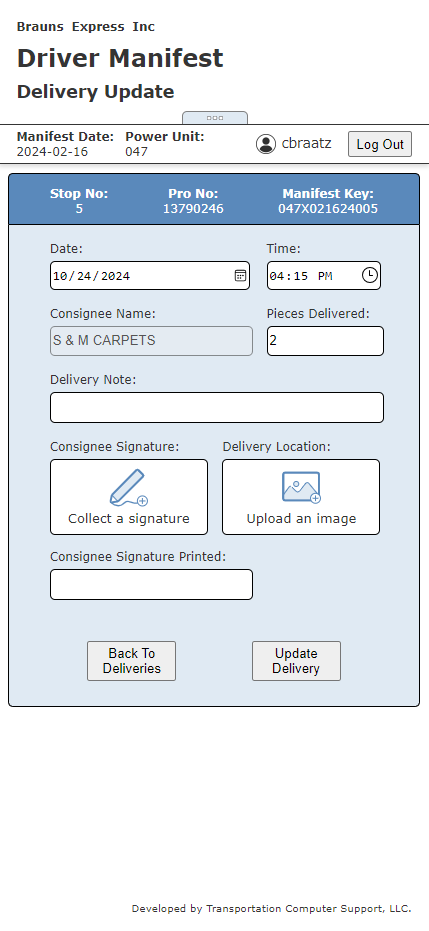 Brauns Express Inc
Driver Manifest
Delivery Update
Manifest Date: Power Unit:
2024-02-16 047
cbraatz Log Out
Stop No: Pro No: Manifest Key:
5 13790246 047X021624005
Date: Time:
10/24/2024 04:15 PM
Consignee Name: Pieces Delivered:
S & M CARPETS 2
Delivery Note:
Consignee Signature: Delivery Location:
Collect a signature Upload an image
Consignee Signature Printed:
Back To Deliveries
Update Delivery
Developed by Transportation Computer Support, LLC.